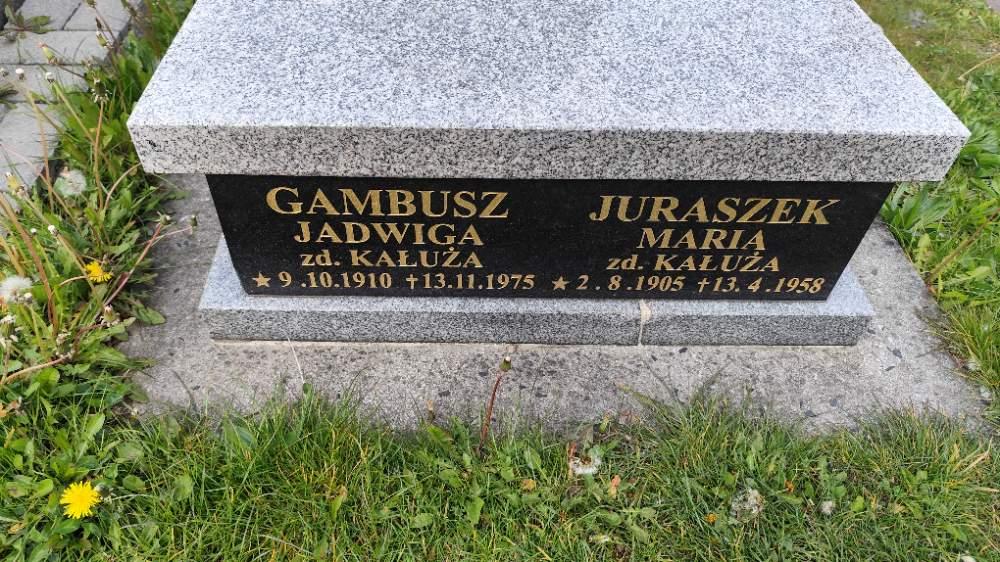 GAMBUSZ
JADWIGA
zd. KAŁUŻA
★ 9.10.1910 †13.11.1975
JURASZEK
MARIA
zd. KAŁUŻA
★ 2.8.1905 †13.4.1958